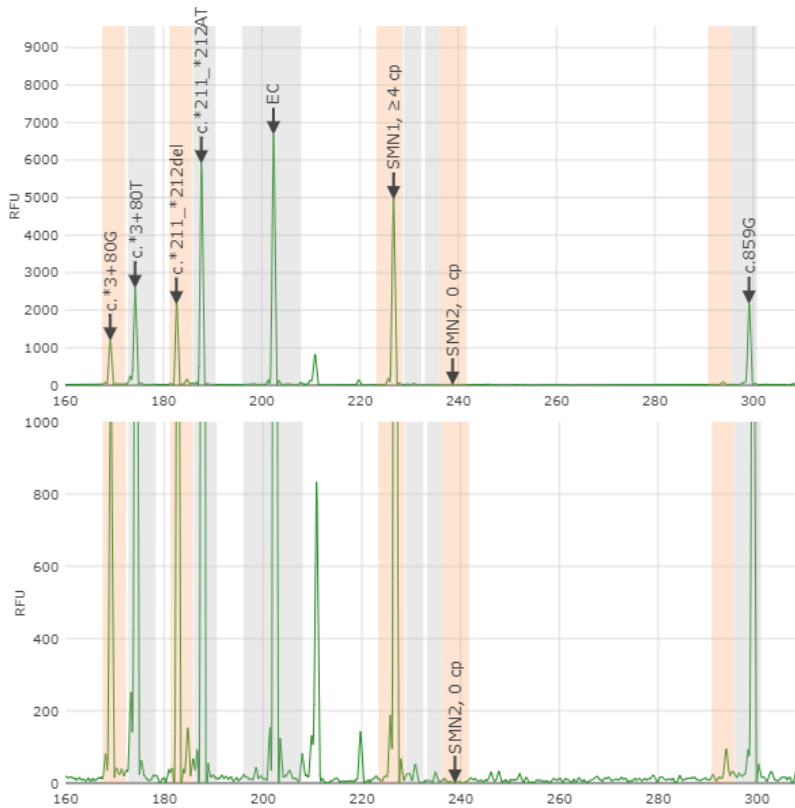 9000
8000
7000
6000
5000
4000
3000
2000
1000
0
RFU
c.*3+80G
c.*3+80T
c.*211_*212del
c.*211_*212AT
EC
SMN1, ≥4 cp
SMN2, 0 cp
c.859G
160 180 200 220 240 260 280 300
1000
800
600
400
200
0
RFU
SMN2, 0 cp
160 180 200 220 240 260 280 300